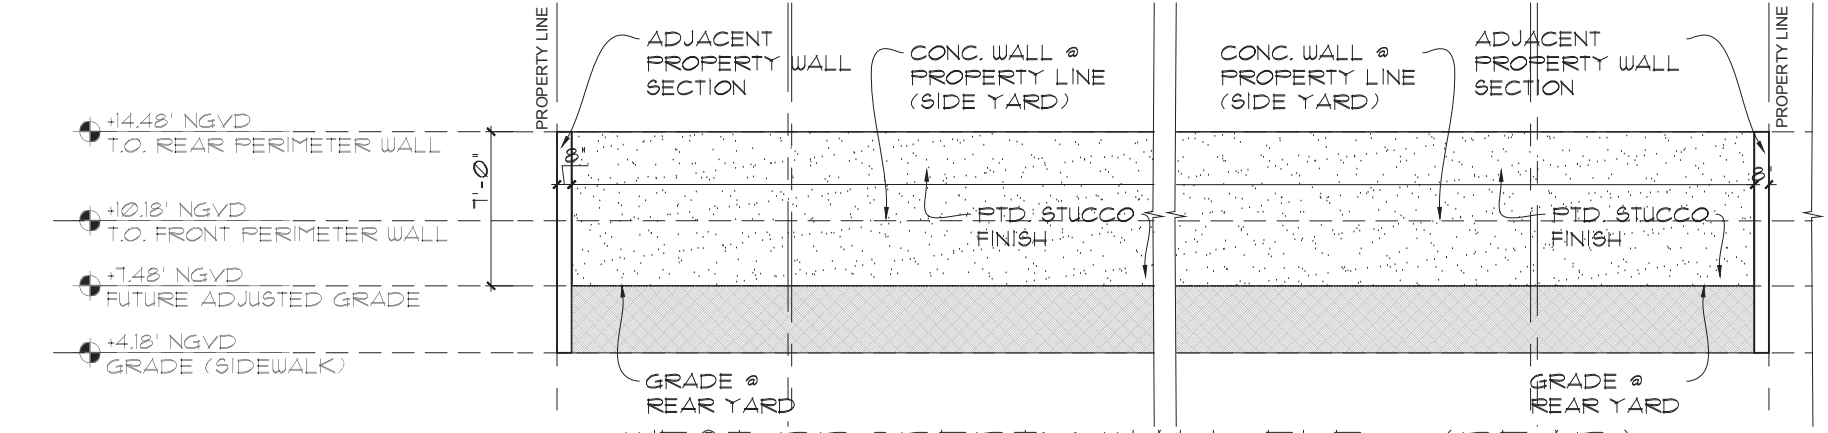 PROPERTY LINE
ADJACENT
PROPERTY WALL
SECTION
CONC. WALL @
PROPERTY LINE
(SIDE YARD)
CONC. WALL @
PROPERTY LINE
(SIDE YARD)
ADJACENT
PROPERTY WALL
SECTION
PROPERTY LINE
+14.48' NGVD
T.O. REAR PERIMETER WALL
8"
7'-0"
8"
+10.18' NGVD
T.O. FRONT PERIMETER WALL
PTD. STUCCO
FINISH
PTD. STUCCO
FINISH
+7.48' NGVD
FUTURE ADJUSTED GRADE
+4.18' NGVD
GRADE (SIDEWALK)
GRADE @
REAR YARD
GRADE @
REAR YARD